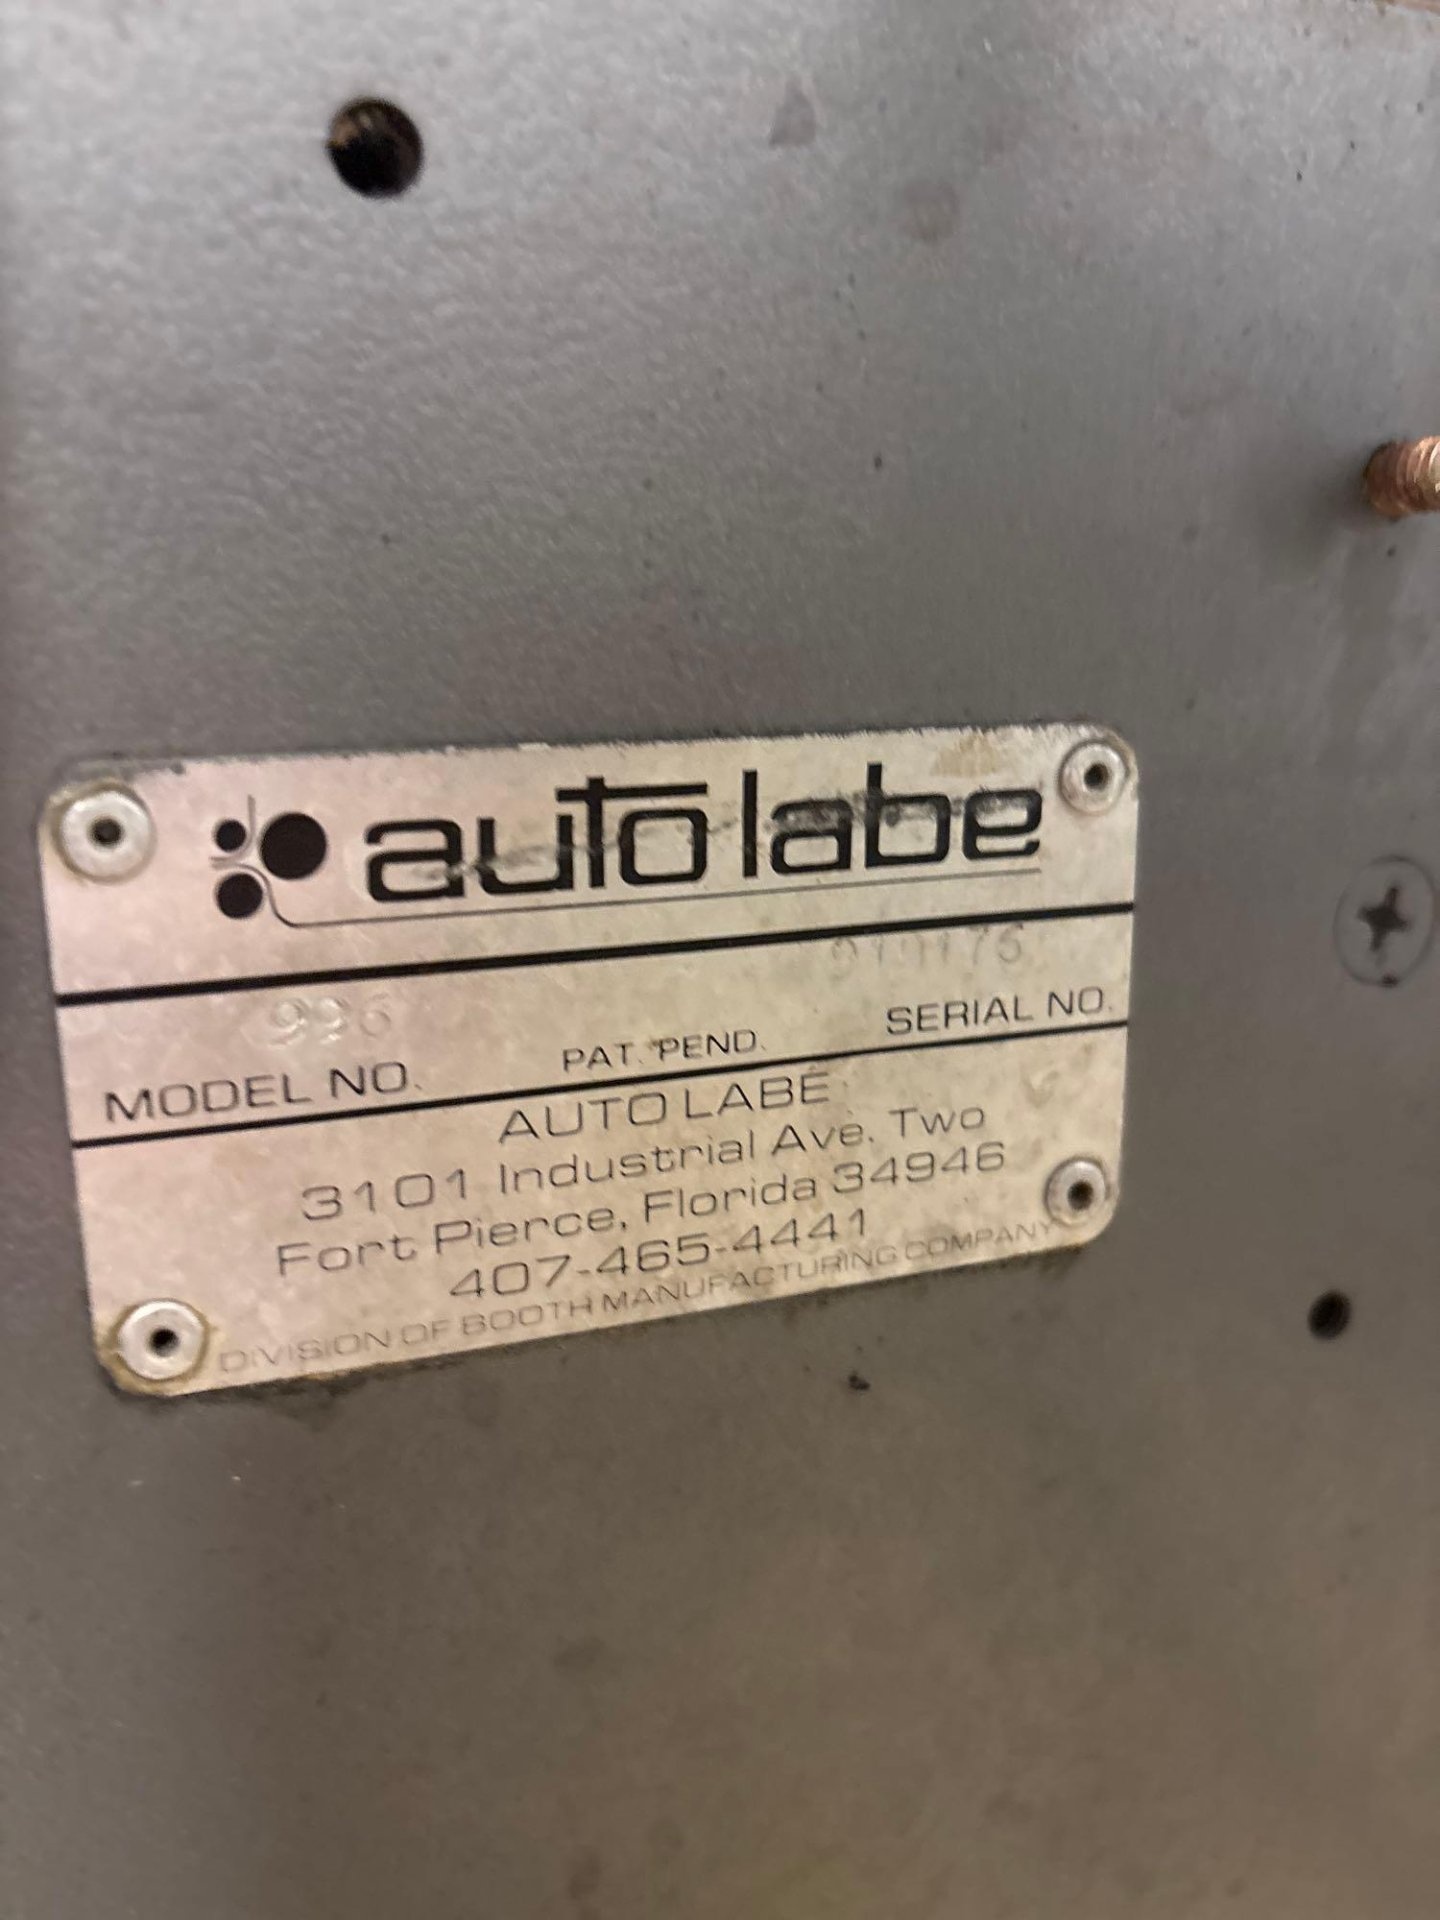 auto labe
996
MODEL NO. PAT. PEND. SERIAL NO.
AUTO LABE
3101 Industrial Ave. Two
Fort Pierce, Florida 34946
407-465-4441
DIVISION OF BOOTH MANUFACTURING COMPANY